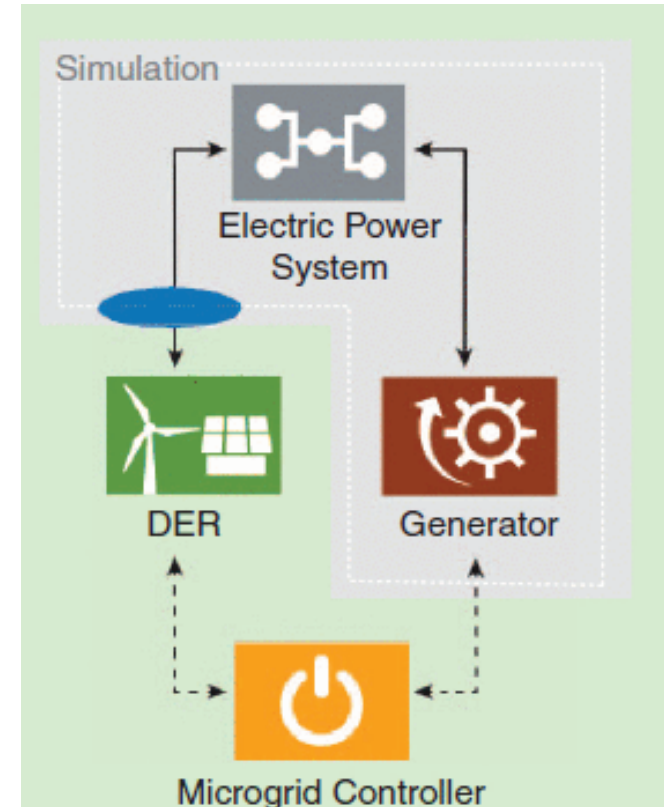 Simulation
Electric Power
System
DER
Generator
Microgrid Controller